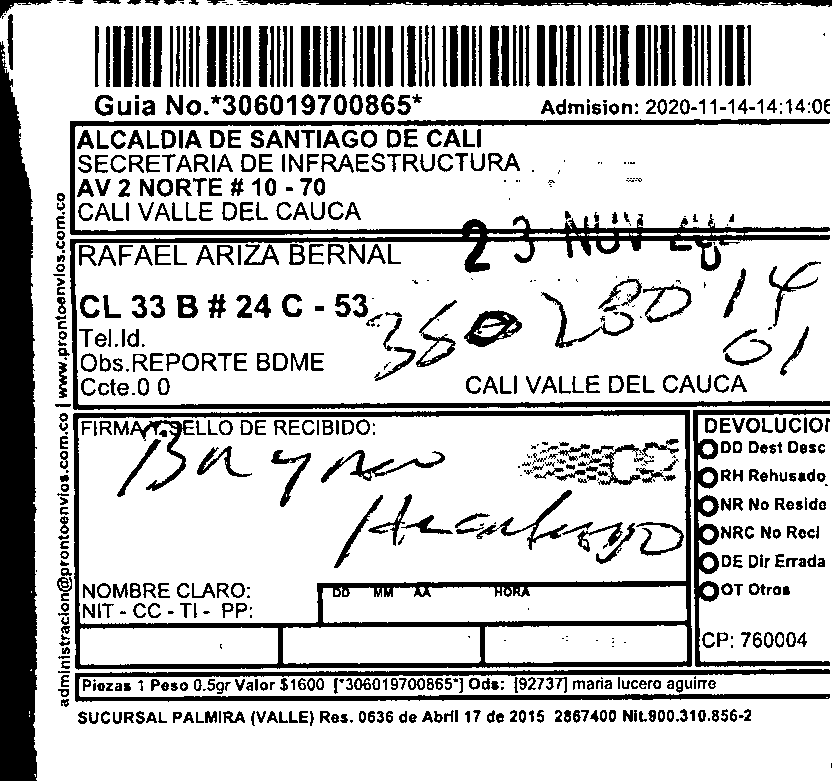 Guia No.*306019700865*
Admision: 2020-11-14-14:14:06
ALCALDIA DE SANTIAGO DE CALI
SECRETARIA DE INFRAESTRUCTURA
AV 2 NORTE # 10 - 70
CALI VALLE DEL CAUCA
23 NOV
RAFAEL ARIZA BERNAL
CL 33 B # 24 C - 53
Tel.Id.
Obs.REPORTE BDME
Ccte.0 0
CALI VALLE DEL CAUCA
01
administracion@prontoenvios.com.co | www.prontoenvios.com.co
FIRMA Y SELLO DE RECIBIDO:
NOMBRE CLARO:
NIT - CC - TI - PP:
DD MM AA HORA
DEVOLUCION
DD Dest Desc
RH Rehusado
NR No Reside
NRC No Recl
DE Dir Errada
OT Otros
CP: 760004
Piezas 1 Peso 0.5gr Valor $1600 [*306019700865*] Ods: [92737] maria lucero aguirre
SUCURSAL PALMIRA (VALLE) Res. 0636 de Abril 17 de 2015 2867400 Nit.900.310.856-2